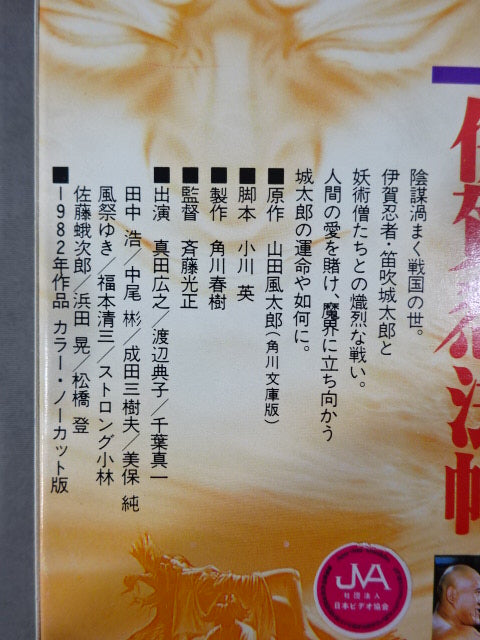 伊賀忍法帖
陰謀渦まく戦国の世。
伊賀忍者・笛吹城太郎と
妖術僧たちとの熾烈な戦い。
人間の愛を賭け、魔界に立ち向かう
城太郎の運命や如何に。
■原作 山田風太郎(角川文庫版)
■脚本 小川 英
■製作 角川春樹
■監督 斉藤光正
■出演 真田広之／渡辺典子／千葉真一
田中 浩／中尾 彬／成田三樹夫／美保 純
風祭ゆき／福本清三／ストロング小林
佐藤蛾次郎／浜田 晃／松橋 登
■1982年作品 カラー・ノーカット版
JVA
社団法人
日本ビデオ協会